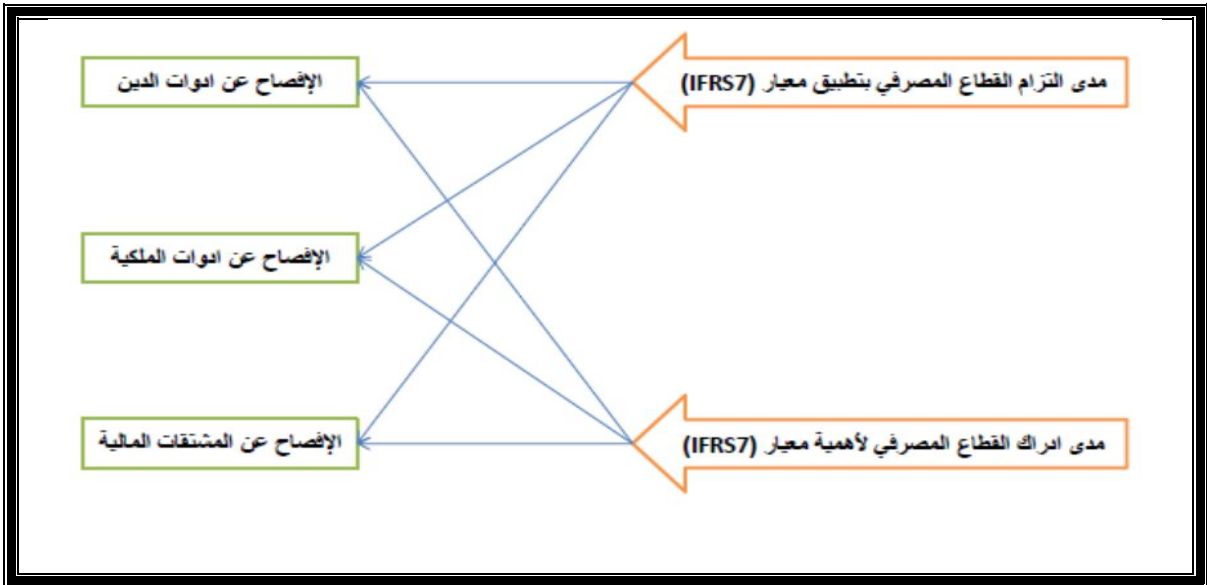 مدى التزام القطاع المصرفي بتطبيق معيار (IFRS7)
الإفصاح عن ادوات الدين
الإفصاح عن ادوات الملكية
مدى ادراك القطاع المصرفي لأهمية معيار (IFRS7)
الإفصاح عن المشتقات المالية